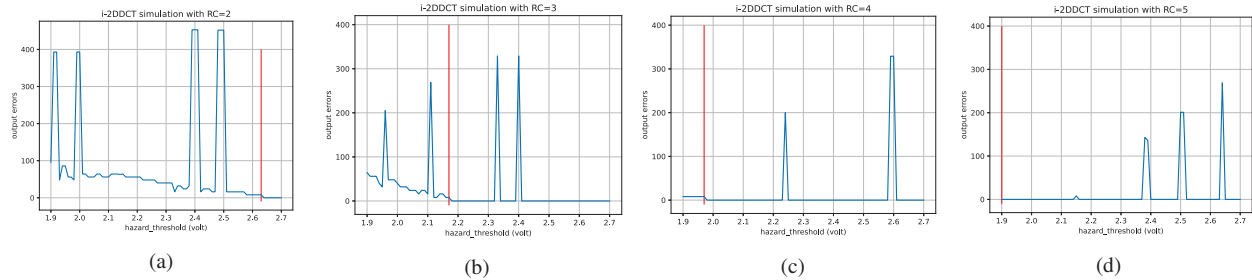 i-2DDCT simulation with RC=2
output errors
400
300
200
100
0
1.9 2.0 2.1 2.2 2.3 2.4 2.5 2.6 2.7
hazard_threshold (volt)
(a)
i-2DDCT simulation with RC=3
output errors
400
300
200
100
0
1.9 2.0 2.1 2.2 2.3 2.4 2.5 2.6 2.7
hazard_threshold (volt)
(b)
i-2DDCT simulation with RC=4
output errors
400
300
200
100
0
1.9 2.0 2.1 2.2 2.3 2.4 2.5 2.6 2.7
hazard_threshold (volt)
(c)
i-2DDCT simulation with RC=5
output errors
400
300
200
100
0
1.9 2.0 2.1 2.2 2.3 2.4 2.5 2.6 2.7
hazard_threshold (volt)
(d)